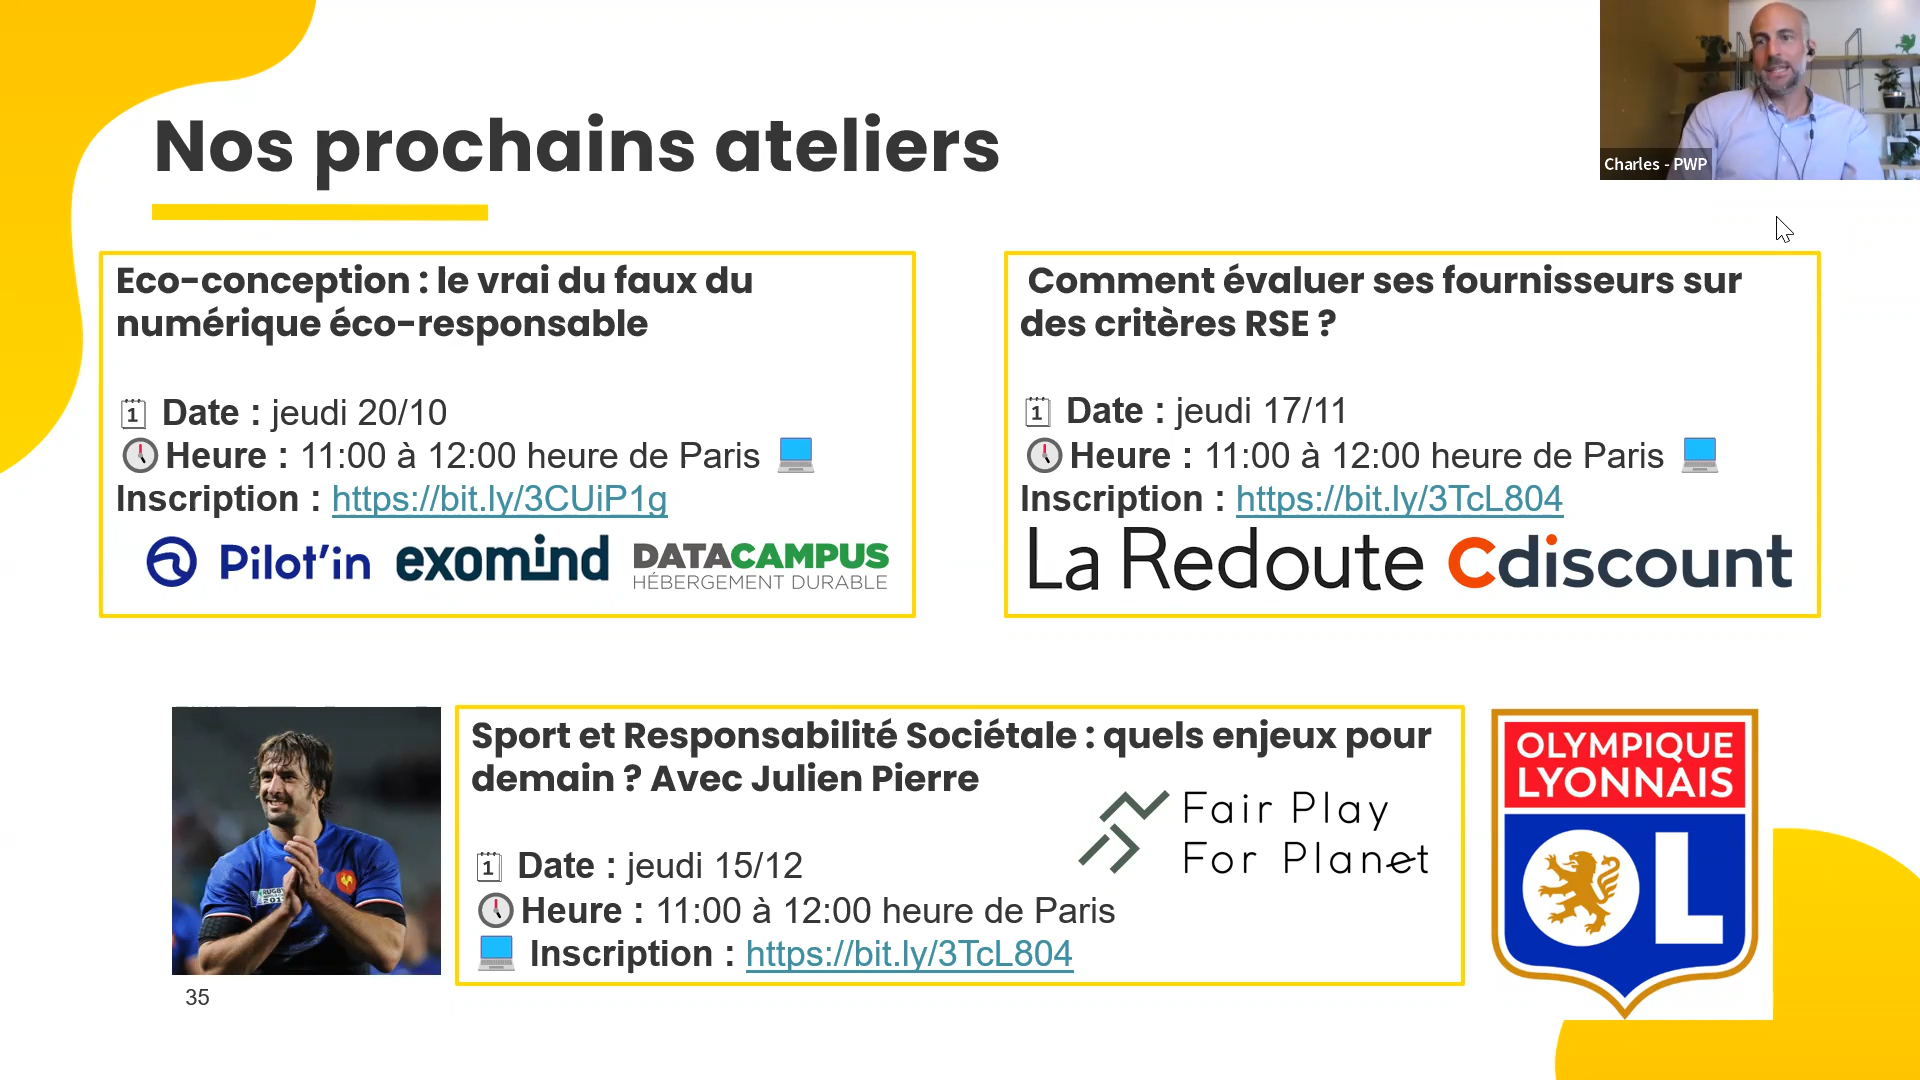 Nos prochains ateliers
Charles - PWP
Eco-conception : le vrai du faux du
numérique éco-responsable
1 Date : jeudi 20/10
Heure : 11:00 à 12:00 heure de Paris
Inscription : https://bit.ly/3CUiP1g
Pilot'in exomind DATACAMPUS
HÉBERGEMENT DURABLE
Comment évaluer ses fournisseurs sur
des critères RSE ?
1 Date : jeudi 17/11
Heure : 11:00 à 12:00 heure de Paris
Inscription : https://bit.ly/3TcL804
La Redoute Cdiscount
Sport et Responsabilité Sociétale : quels enjeux pour
demain ? Avec Julien Pierre
Fair Play
For Planet
1 Date : jeudi 15/12
Heure : 11:00 à 12:00 heure de Paris
Inscription : https://bit.ly/3TcL804
OLYMPIQUE
LYONNAIS
OL
35